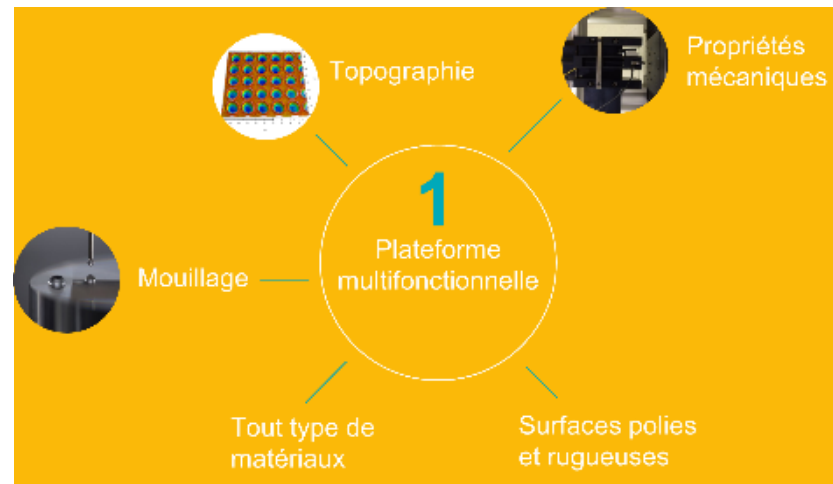 Topographie
Propriétés
mécaniques
1
Plateforme
multifonctionnelle
Mouillage
Tout type de
matériaux
Surfaces polies
et rugueuses